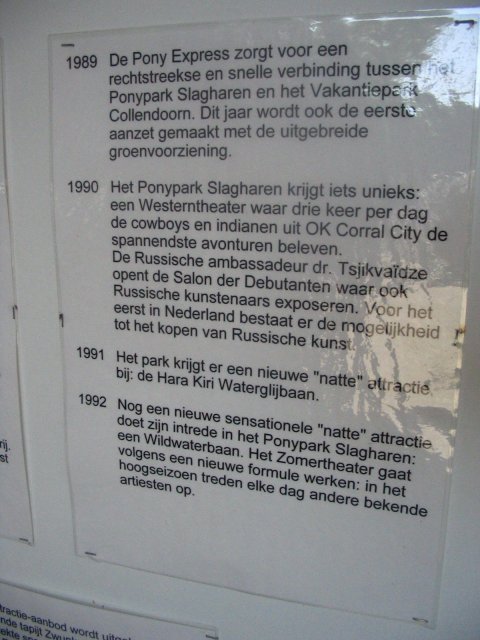 1989 De Pony Express zorgt voor een
rechtstreekse en snelle verbinding tussen het
Ponypark Slagharen en het Vakantiepark
Collendoorn. Dit jaar wordt ook de eerste
aanzet gemaakt met de uitgebreide
groenvoorziening.
1990 Het Ponypark Slagharen krijgt iets unieks:
een Westerntheater waar drie keer per dag
de cowboys en indianen uit OK Corral City de
spannendste avonturen beleven.
De Russische ambassadeur dr. Tsjikvaïdze
opent de Salon der Debutanten waar ook
Russische kunstenaars exposeren. Voor het
eerst in Nederland bestaat er de mogelijkheid
tot het kopen van Russische kunst.
1991 Het park krijgt er een nieuwe "natte" attractie
bij: de Hara Kiri Waterglijbaan.
1992 Nog een nieuwe sensationele "natte" attractie
doet zijn intrede in het Ponypark Slagharen:
een Wildwaterbaan. Het Zomertheater gaat
volgens een nieuwe formule werken: in het
hoogseizoen treden elke dag andere bekende
artiesten op.
rij.
st
tractie-aanbod wordt
nde tapijt